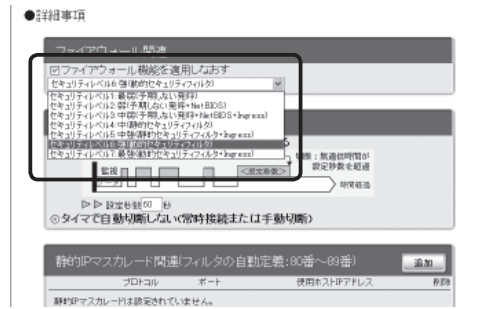 ●詳細事項
ファイアウォール関連
☑ファイアウォール機能を適用しなおす
セキュリティレベル6:強(動的セキュリティフィルタ)
セキュリティレベル1:最弱(予期しない発呼)
セキュリティレベル2:弱(予期しない発呼+NetBIOS)
セキュリティレベル3:中弱(予期しない発呼+NetBIOS+Ingress)
セキュリティレベル4:中(静的セキュリティフィルタ)
セキュリティレベル5:中強(静的セキュリティフィルタ+Ingress)
セキュリティレベル6:強(動的セキュリティフィルタ)
セキュリティレベル7:最強(動的セキュリティフィルタ+Ingress)
切断:無通信時間が
設定秒数を超過
監視
<設定秒数>
データ
時間経過
▷▷ 設定秒数 60 秒
⊙タイマで自動切断しない(常時接続または手動切断)
静的IPマスカレード関連(フィルタの自動定義:80番~89番)
追加
プロトコル ポート 使用ホストIPアドレス 削除
静的IPマスカレードは設定されていません。